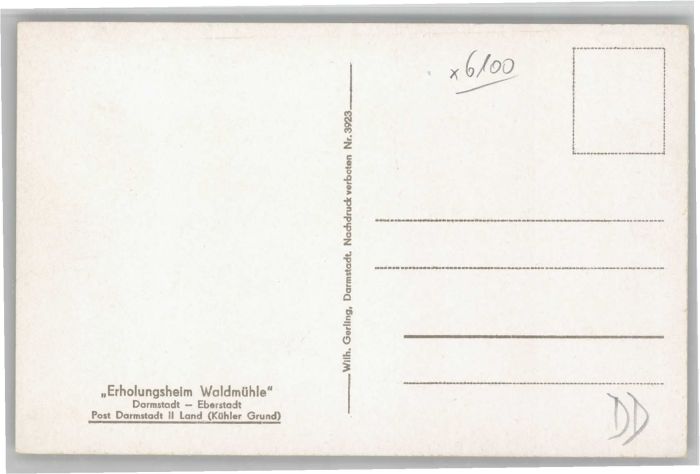 x6100
Wilh. Gerling, Darmstadt. Nachdruck verboten Nr. 3923
„Erholungsheim Waldmühle“
Darmstadt — Eberstadt
Post Darmstadt II Land (Kühler Grund)
DD